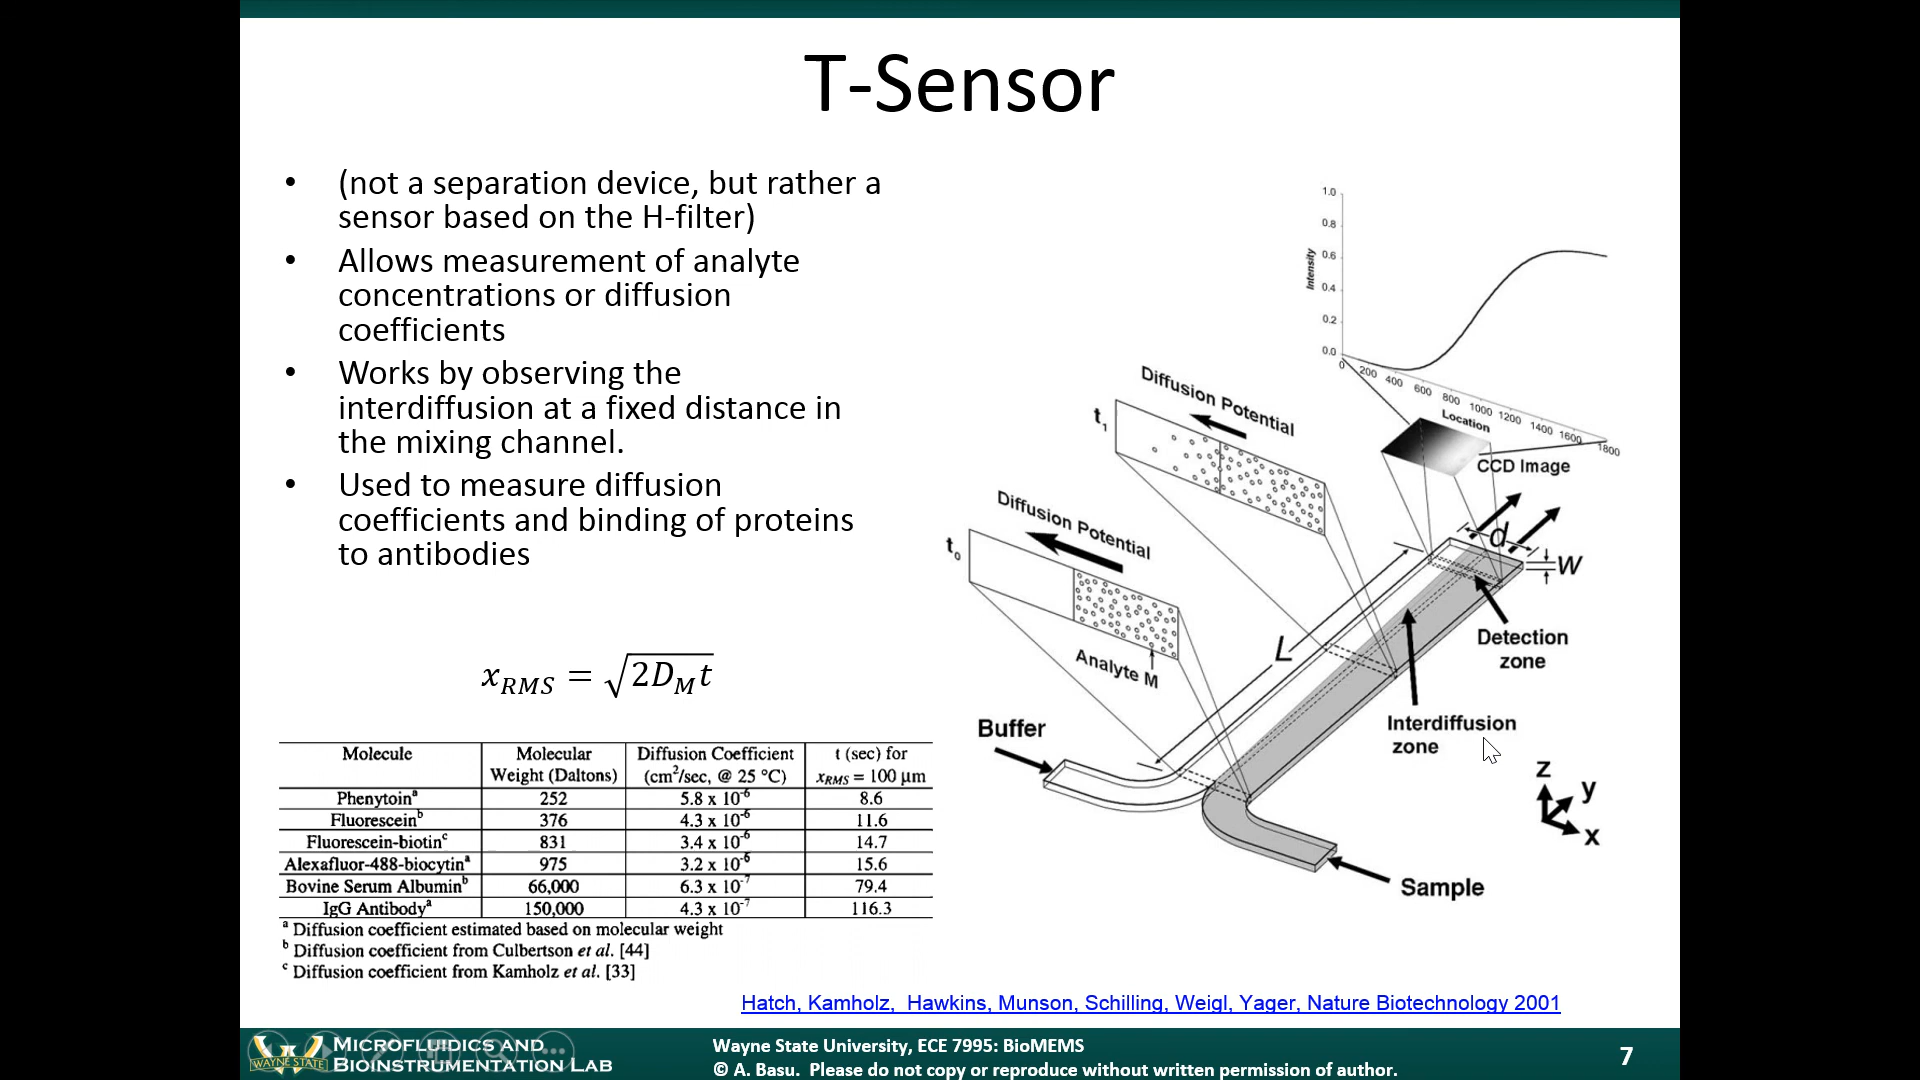 T-Sensor
• (not a separation device, but rather a
sensor based on the H-filter)
• Allows measurement of analyte
concentrations or diffusion
coefficients
• Works by observing the
interdiffusion at a fixed distance in
the mixing channel.
• Used to measure diffusion
coefficients and binding of proteins
to antibodies
x_RMS = √(2D_M t)
Molecule | Molecular Weight (Daltons) | Diffusion Coefficient (cm²/sec, @ 25 °C) | t (sec) for x_RMS = 100 µm
Phenytoinᵃ 252 5.8 x 10⁻⁶ 8.6
Fluoresceinᵇ 376 4.3 x 10⁻⁶ 11.6
Fluorescein-biotinᶜ 831 3.4 x 10⁻⁶ 14.7
Alexafluor-488-biocytinᵃ 975 3.2 x 10⁻⁶ 15.6
Bovine Serum Albuminᵇ 66,000 6.3 x 10⁻⁷ 79.4
IgG Antibodyᵃ 150,000 4.3 x 10⁻⁷ 116.3
ᵃ Diffusion coefficient estimated based on molecular weight
ᵇ Diffusion coefficient from Culbertson et al. [44]
ᶜ Diffusion coefficient from Kamholz et al. [33]
1.0
0.8
0.6
0.4
0.2
0.0
Intensity
0 200 400 600 800 1000 1200 1400 1600 1800
Location
CCD Image
Diffusion Potential
t₁
Diffusion Potential
t₀
Analyte M
d
W
L
Detection
zone
Interdiffusion
zone
Buffer
Sample
z
y
x
Hatch, Kamholz, Hawkins, Munson, Schilling, Weigl, Yager, Nature Biotechnology 2001
WAYNE STATE
MICROFLUIDICS AND
BIOINSTRUMENTATION LAB
Wayne State University, ECE 7995: BioMEMS
© A. Basu. Please do not copy or reproduce without written permission of author.
7